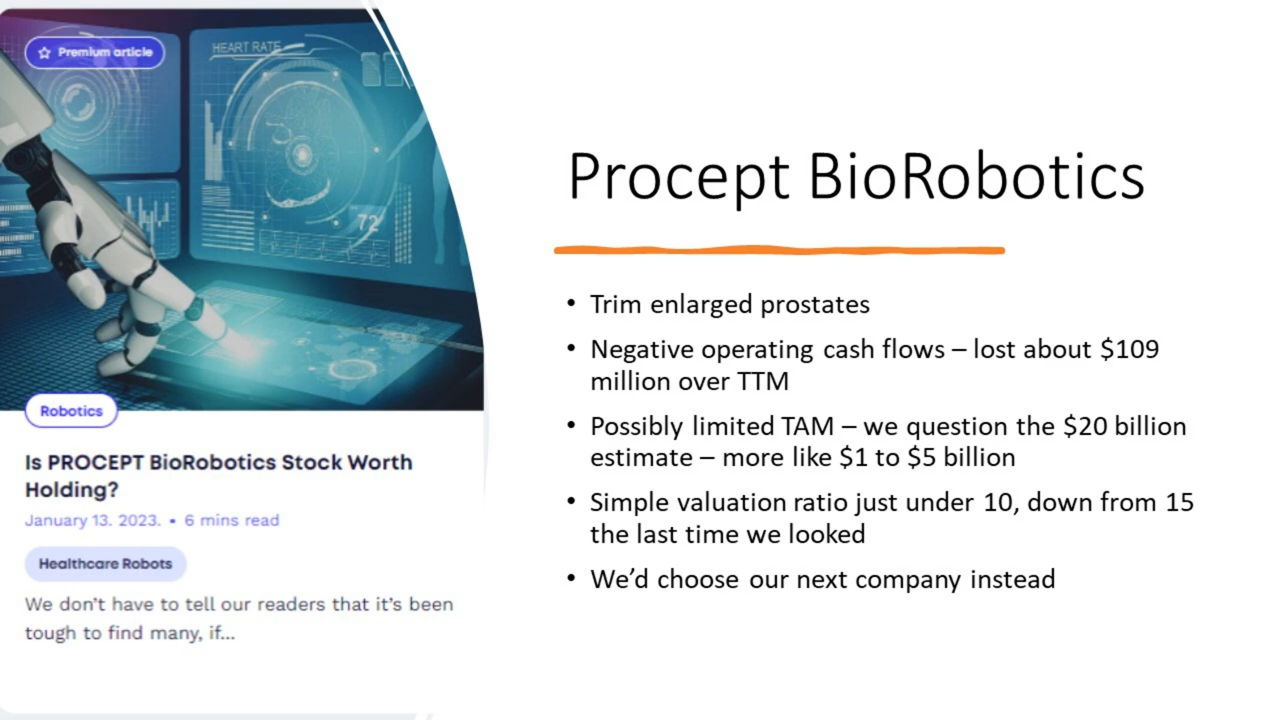 Premium article
HEART RATE
72
Robotics
Is PROCEPT BioRobotics Stock Worth
Holding?
January 13. 2023. • 6 mins read
Healthcare Robots
We don't have to tell our readers that it's been
tough to find many, if...
Procept BioRobotics
• Trim enlarged prostates
• Negative operating cash flows – lost about $109
million over TTM
• Possibly limited TAM – we question the $20 billion
estimate – more like $1 to $5 billion
• Simple valuation ratio just under 10, down from 15
the last time we looked
• We’d choose our next company instead